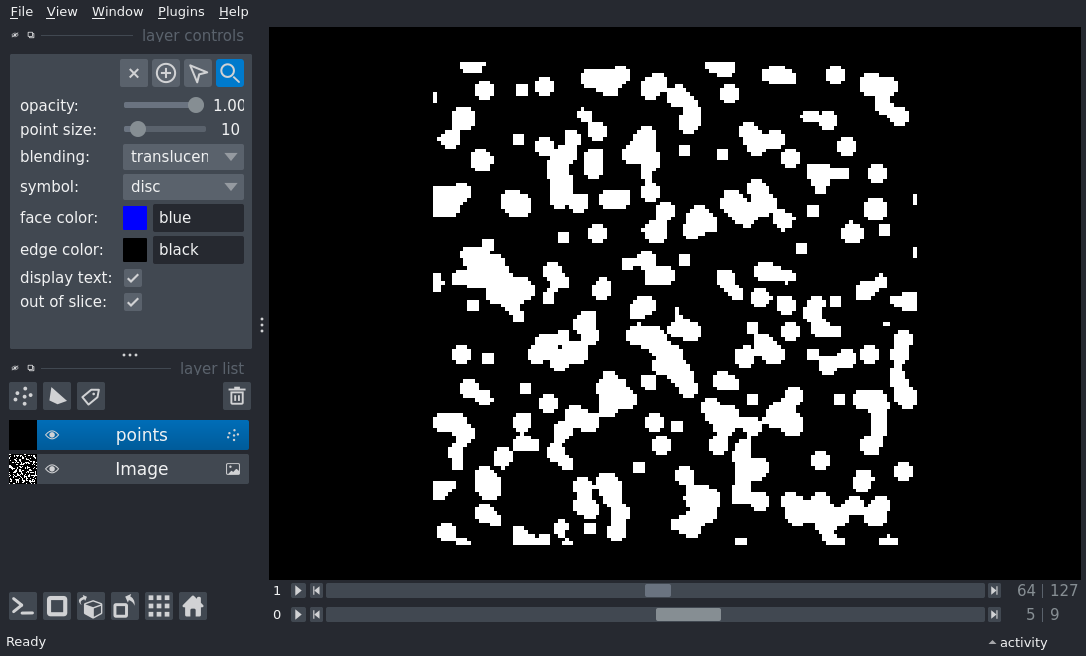 File View Window Plugins Help
layer controls
opacity: 1.00
point size: 10
blending: translucen
symbol: disc
face color: blue
edge color: black
display text:
out of slice:
layer list
points
Image
1 64 | 127
0 5 | 9
Ready activity